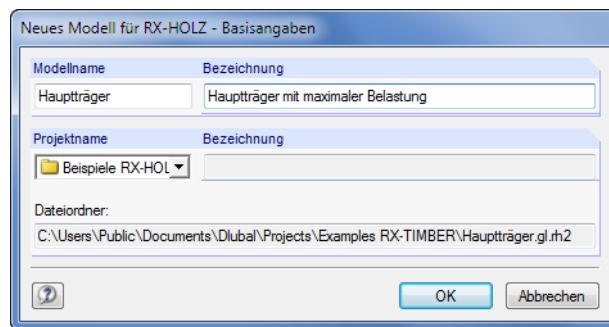 Neues Modell für RX-HOLZ - Basisangaben
Modellname Bezeichnung
Hauptträger Hauptträger mit maximaler Belastung
Projektname Bezeichnung
Beispiele RX-HOL
Dateiordner:
C:\Users\Public\Documents\Dlubal\Projects\Examples RX-TIMBER\Hauptträger.gl.rh2
OK Abbrechen